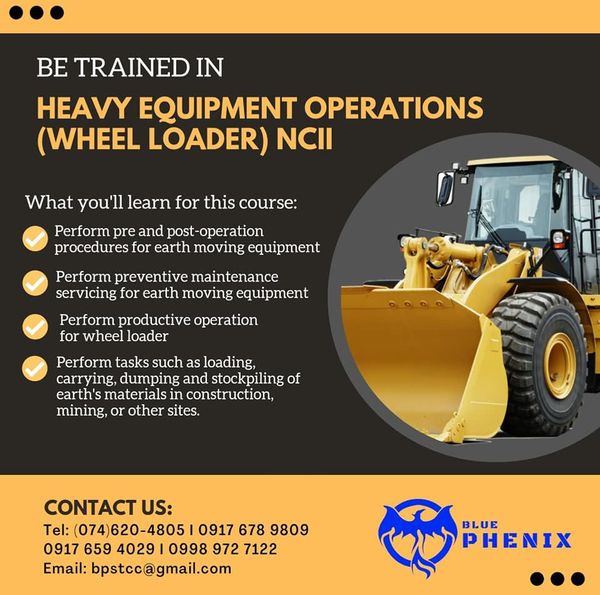 BE TRAINED IN
HEAVY EQUIPMENT OPERATIONS
(WHEEL LOADER) NCII
What you'll learn for this course:
Perform pre and post-operation
procedures for earth moving equipment
Perform preventive maintenance
servicing for earth moving equipment
Perform productive operation
for wheel loader
Perform tasks such as loading,
carrying, dumping and stockpiling of
earth's materials in construction,
mining, or other sites.
CONTACT US:
Tel: (074)620-4805 I 0917 678 9809
0917 659 4029 I 0998 972 7122
Email: bpstcc@gmail.com
BLUE
PHENIX